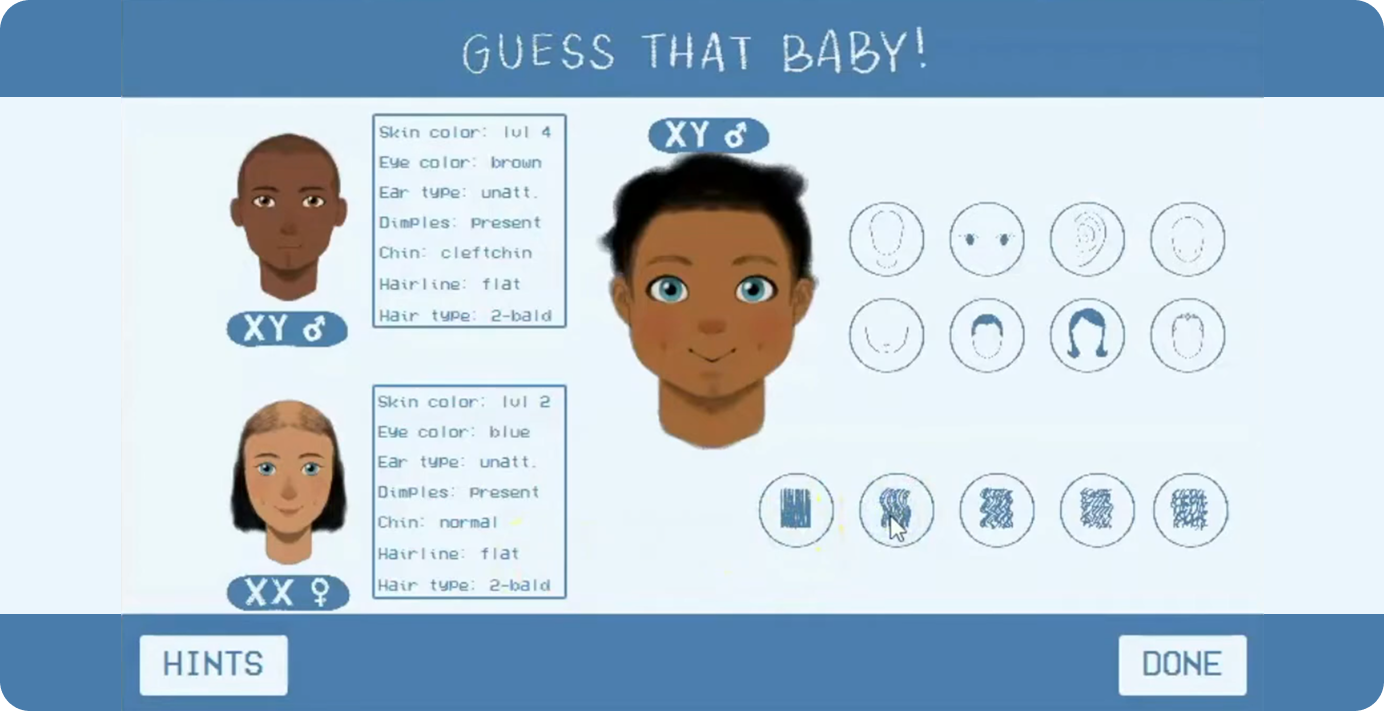 GUESS THAT BABY!
Skin color: lvl 4
Eye color: brown
Ear type: unatt.
Dimples: Present
Chin: cleftchin
Hairline: flat
Hair type: 2-bald
XY ♂
Skin color: lvl 2
Eye color: blue
Ear type: unatt.
Dimples: Present
Chin: normal
Hairline: flat
Hair type: 2-bald
XX ♀
XY ♂
HINTS
DONE